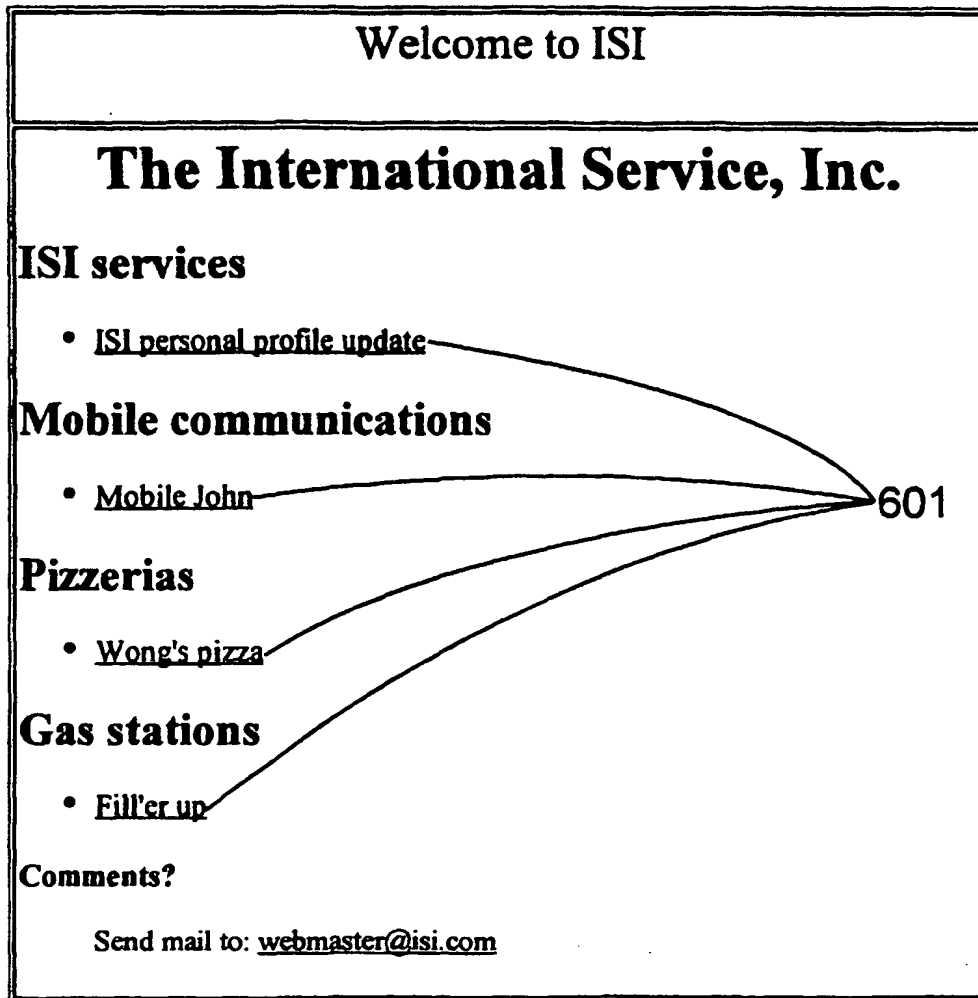 Welcome to ISI
The International Service, Inc.
ISI services
• ISI personal profile update
Mobile communications
• Mobile John
601
Pizzerias
• Wong's pizza
Gas stations
• Fill'er up
Comments?
Send mail to: webmaster@isi.com